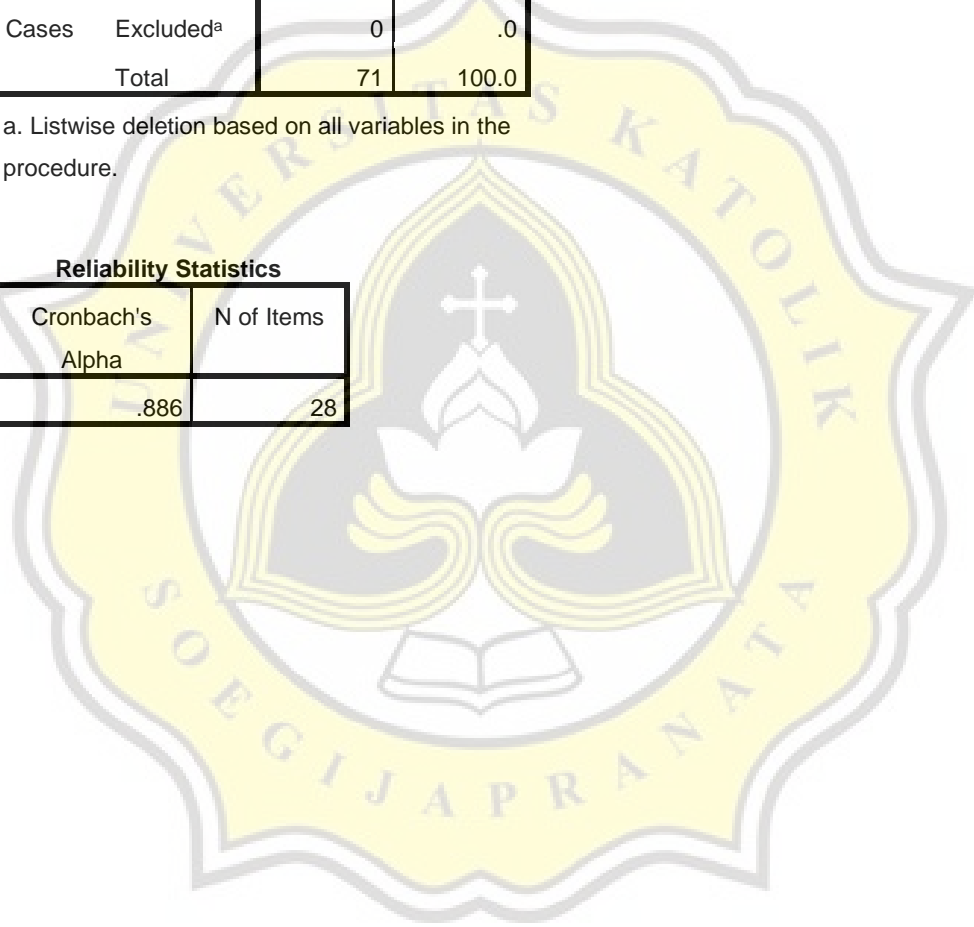 Cases Excludedᵃ 0 .0
Total 71 100.0
a. Listwise deletion based on all variables in the
procedure.
Reliability Statistics
Cronbach's N of Items
Alpha
.886 28
UNIVERSITAS KATOLIK
SOEGIJAPRANATA